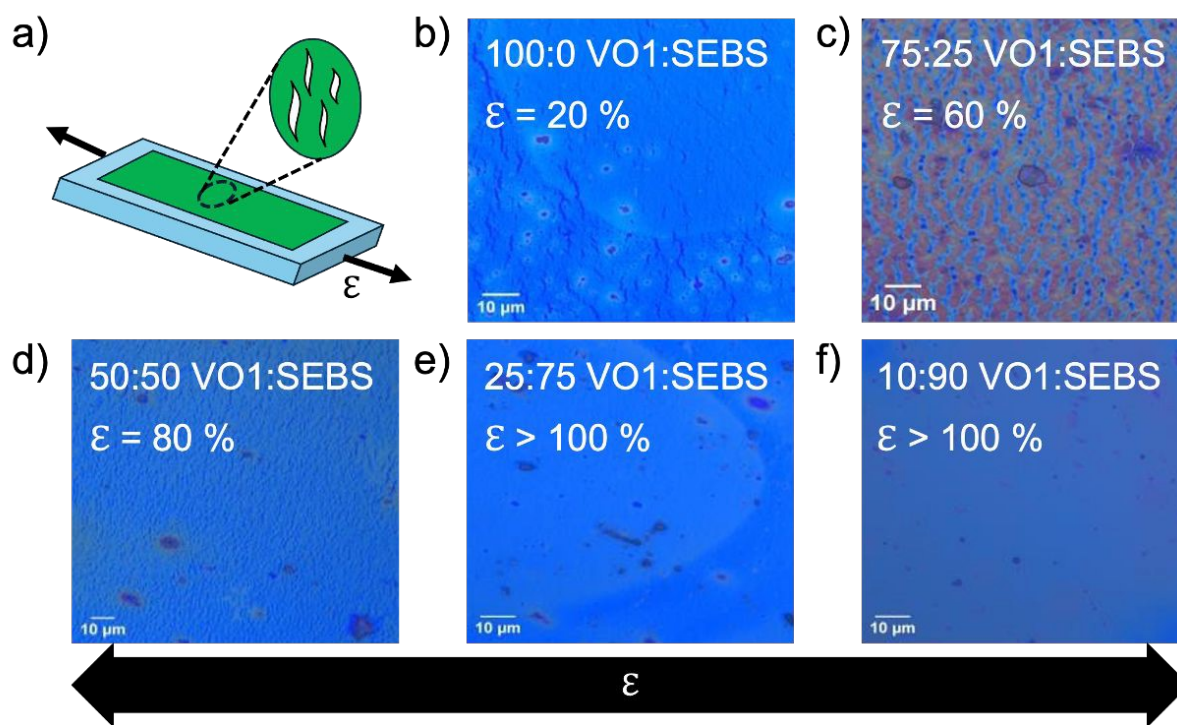 a)
ε
b)
100:0 VO1:SEBS
ε = 20 %
10 µm
c)
75:25 VO1:SEBS
ε = 60 %
10 µm
d)
50:50 VO1:SEBS
ε = 80 %
10 µm
e)
25:75 VO1:SEBS
ε > 100 %
10 µm
f)
10:90 VO1:SEBS
ε > 100 %
10 µm
ε